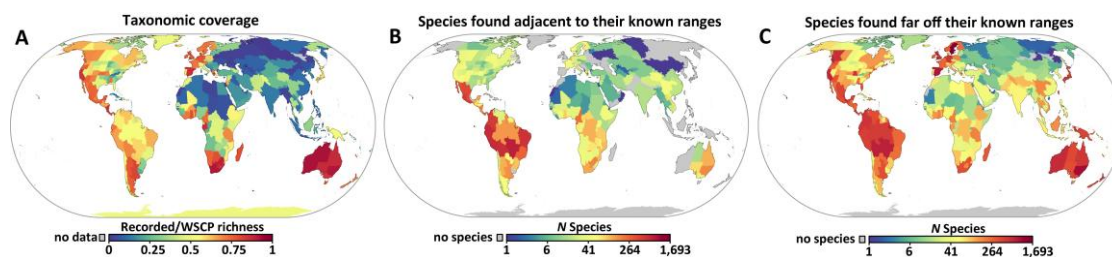 Taxonomic coverage
A
Recorded/WSCP richness
no data
0 0.25 0.5 0.75 1
Species found adjacent to their known ranges
B
N Species
no species
1 6 41 264 1,693
Species found far off their known ranges
C
N Species
no species
1 6 41 264 1,693